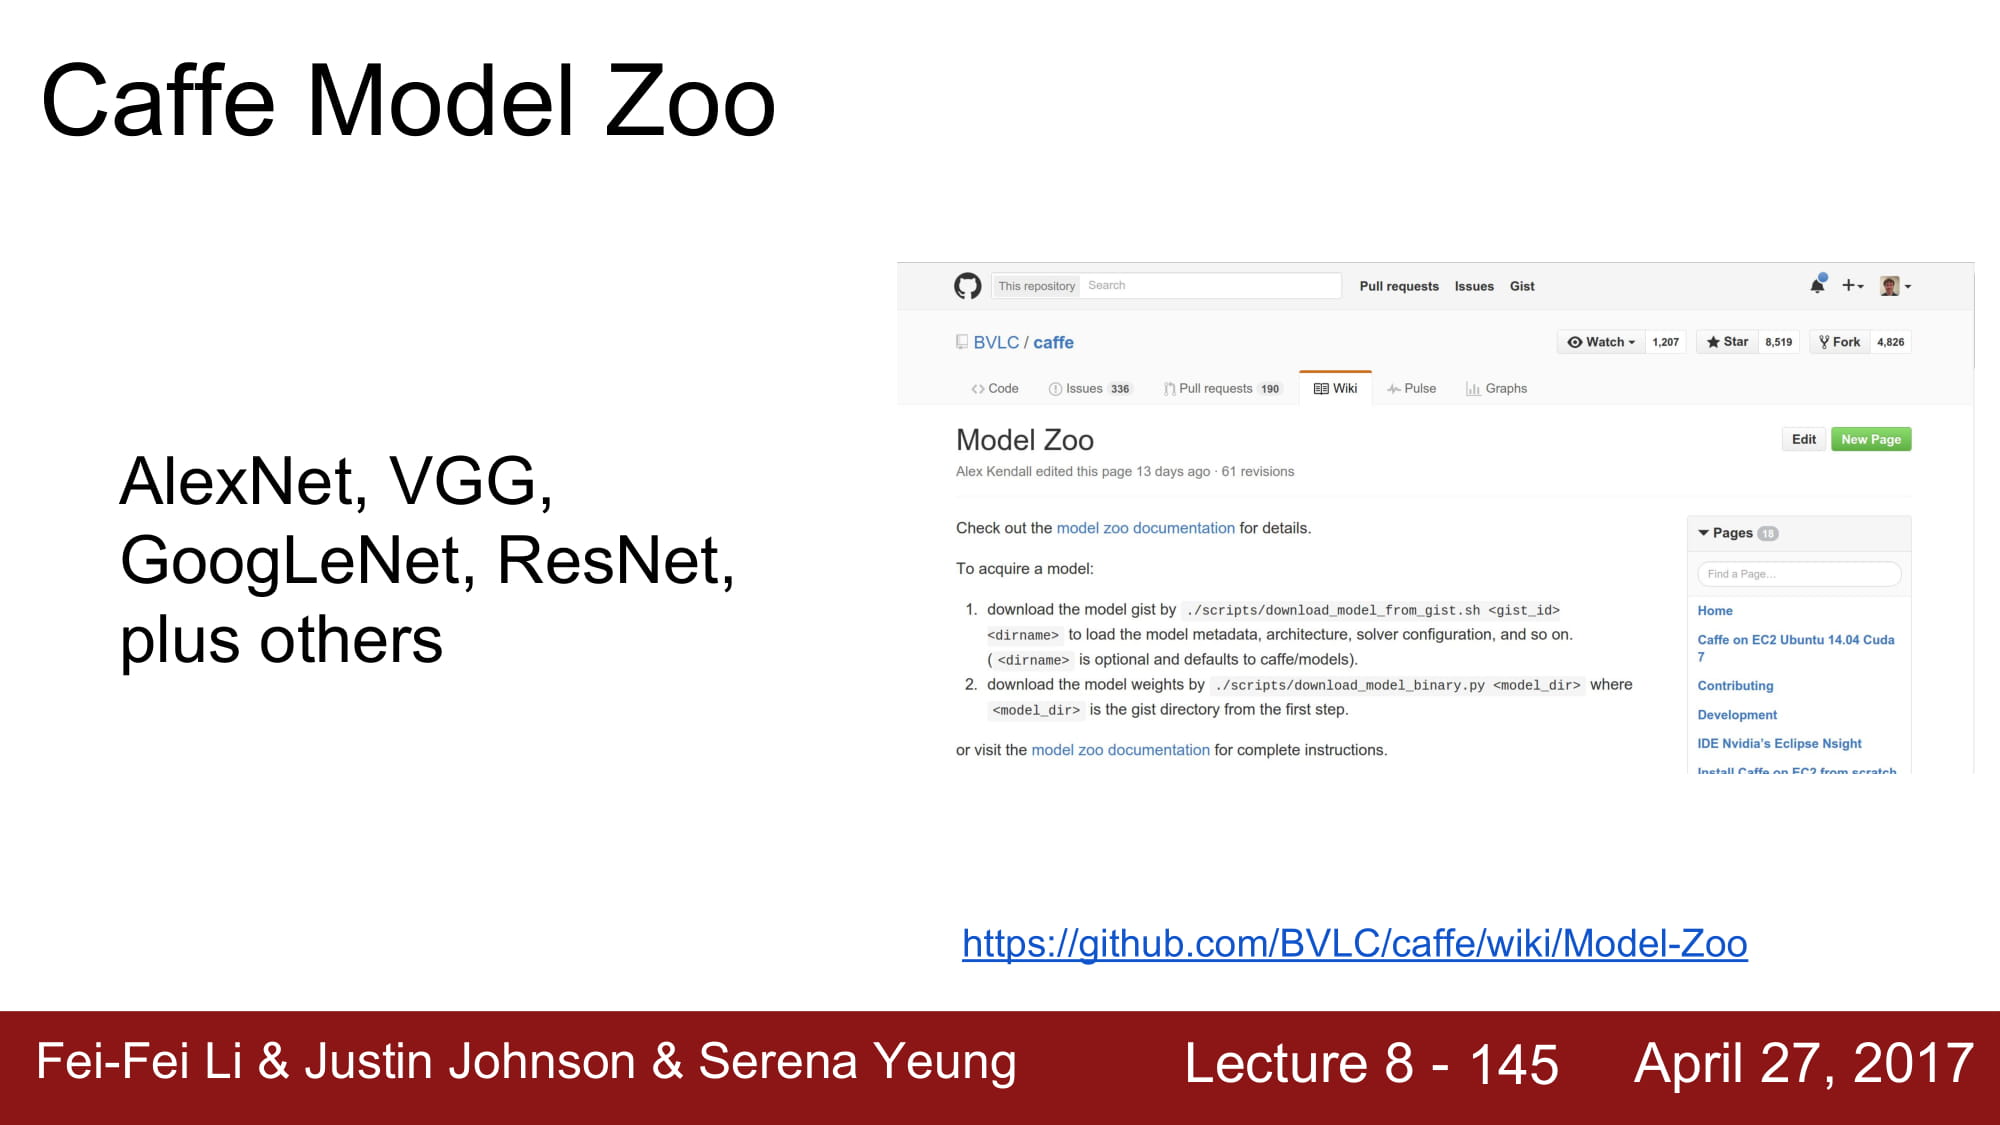 Caffe Model Zoo
AlexNet, VGG,
GoogLeNet, ResNet,
plus others
This repository Search Pull requests Issues Gist
BVLC / caffe Watch 1,207 Star 8,519 Fork 4,826
Code Issues 336 Pull requests 190 Wiki Pulse Graphs
Model Zoo Edit New Page
Alex Kendall edited this page 13 days ago · 61 revisions
Check out the model zoo documentation for details.
To acquire a model:
1. download the model gist by ./scripts/download_model_from_gist.sh <gist_id>
<dirname> to load the model metadata, architecture, solver configuration, and so on.
( <dirname> is optional and defaults to caffe/models).
2. download the model weights by ./scripts/download_model_binary.py <model_dir> where
<model_dir> is the gist directory from the first step.
or visit the model zoo documentation for complete instructions.
Pages 18
Find a Page...
Home
Caffe on EC2 Ubuntu 14.04 Cuda
7
Contributing
Development
IDE Nvidia's Eclipse Nsight
Install Caffe on EC2 from scratch
https://github.com/BVLC/caffe/wiki/Model-Zoo
Fei-Fei Li & Justin Johnson & Serena Yeung Lecture 8 - 145 April 27, 2017